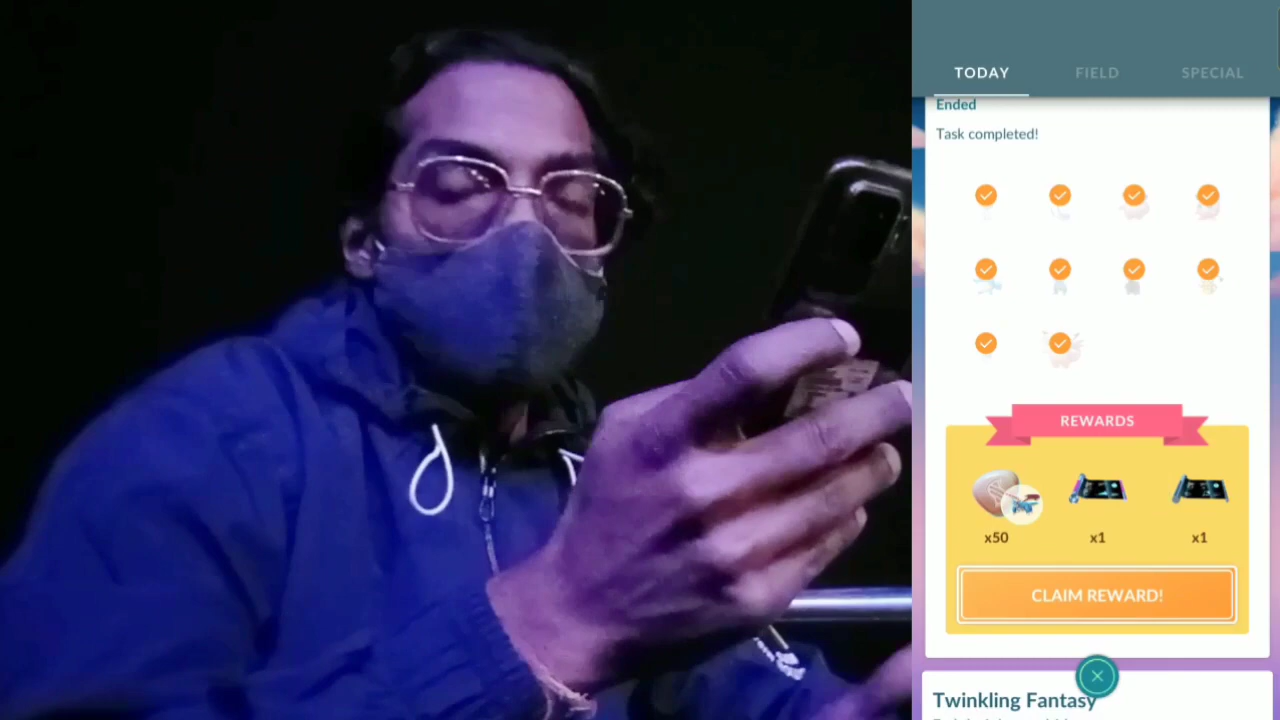 TODAY FIELD SPECIAL
Ended
Task completed!
REWARDS
x50 x1 x1
CLAIM REWARD!
Twinkling Fantasy